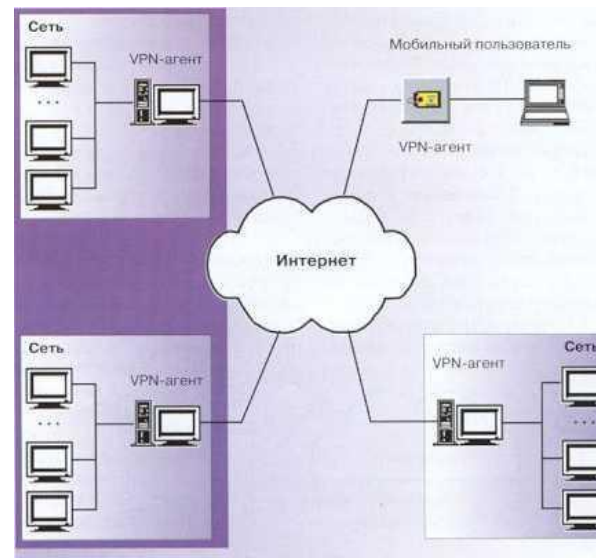 Сеть
VPN-агент
...
Мобильный пользователь
VPN-агент
Интернет
Сеть
VPN-агент
...
VPN-агент
Сеть
...